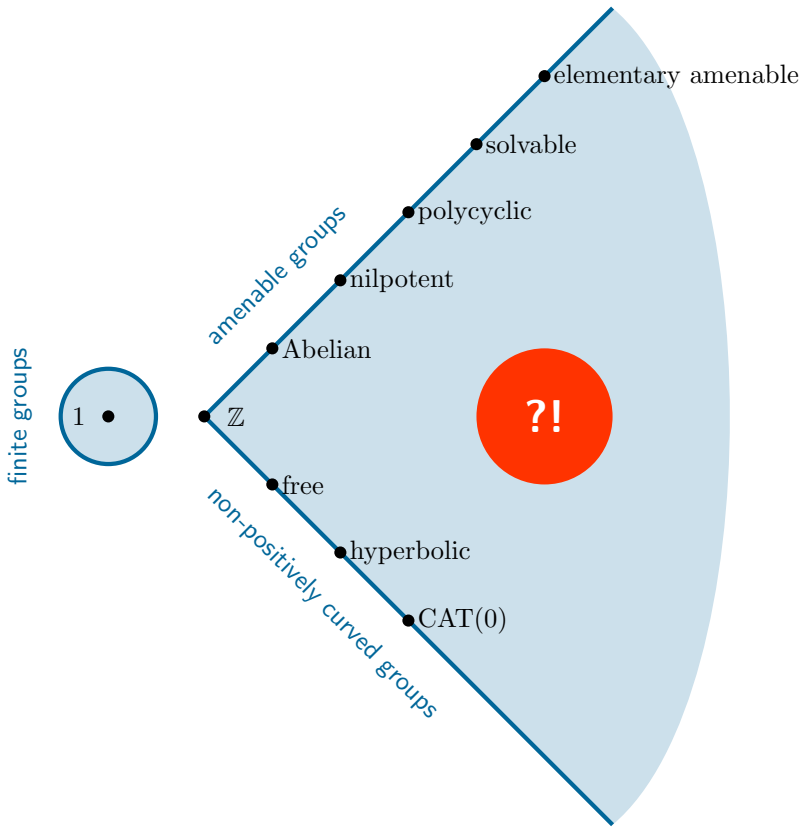 elementary amenable
solvable
polycyclic
amenable groups
nilpotent
Abelian
finite groups
1
ℤ
?!
free
non-positively curved groups
hyperbolic
CAT(0)